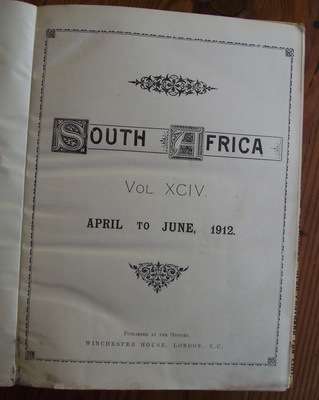 SOUTH AFRICA
VOL XCIV.
APRIL TO JUNE, 1912.
PUBLISHED AT THE OFFICES,
WINCHESTER HOUSE, LONDON, E.C.